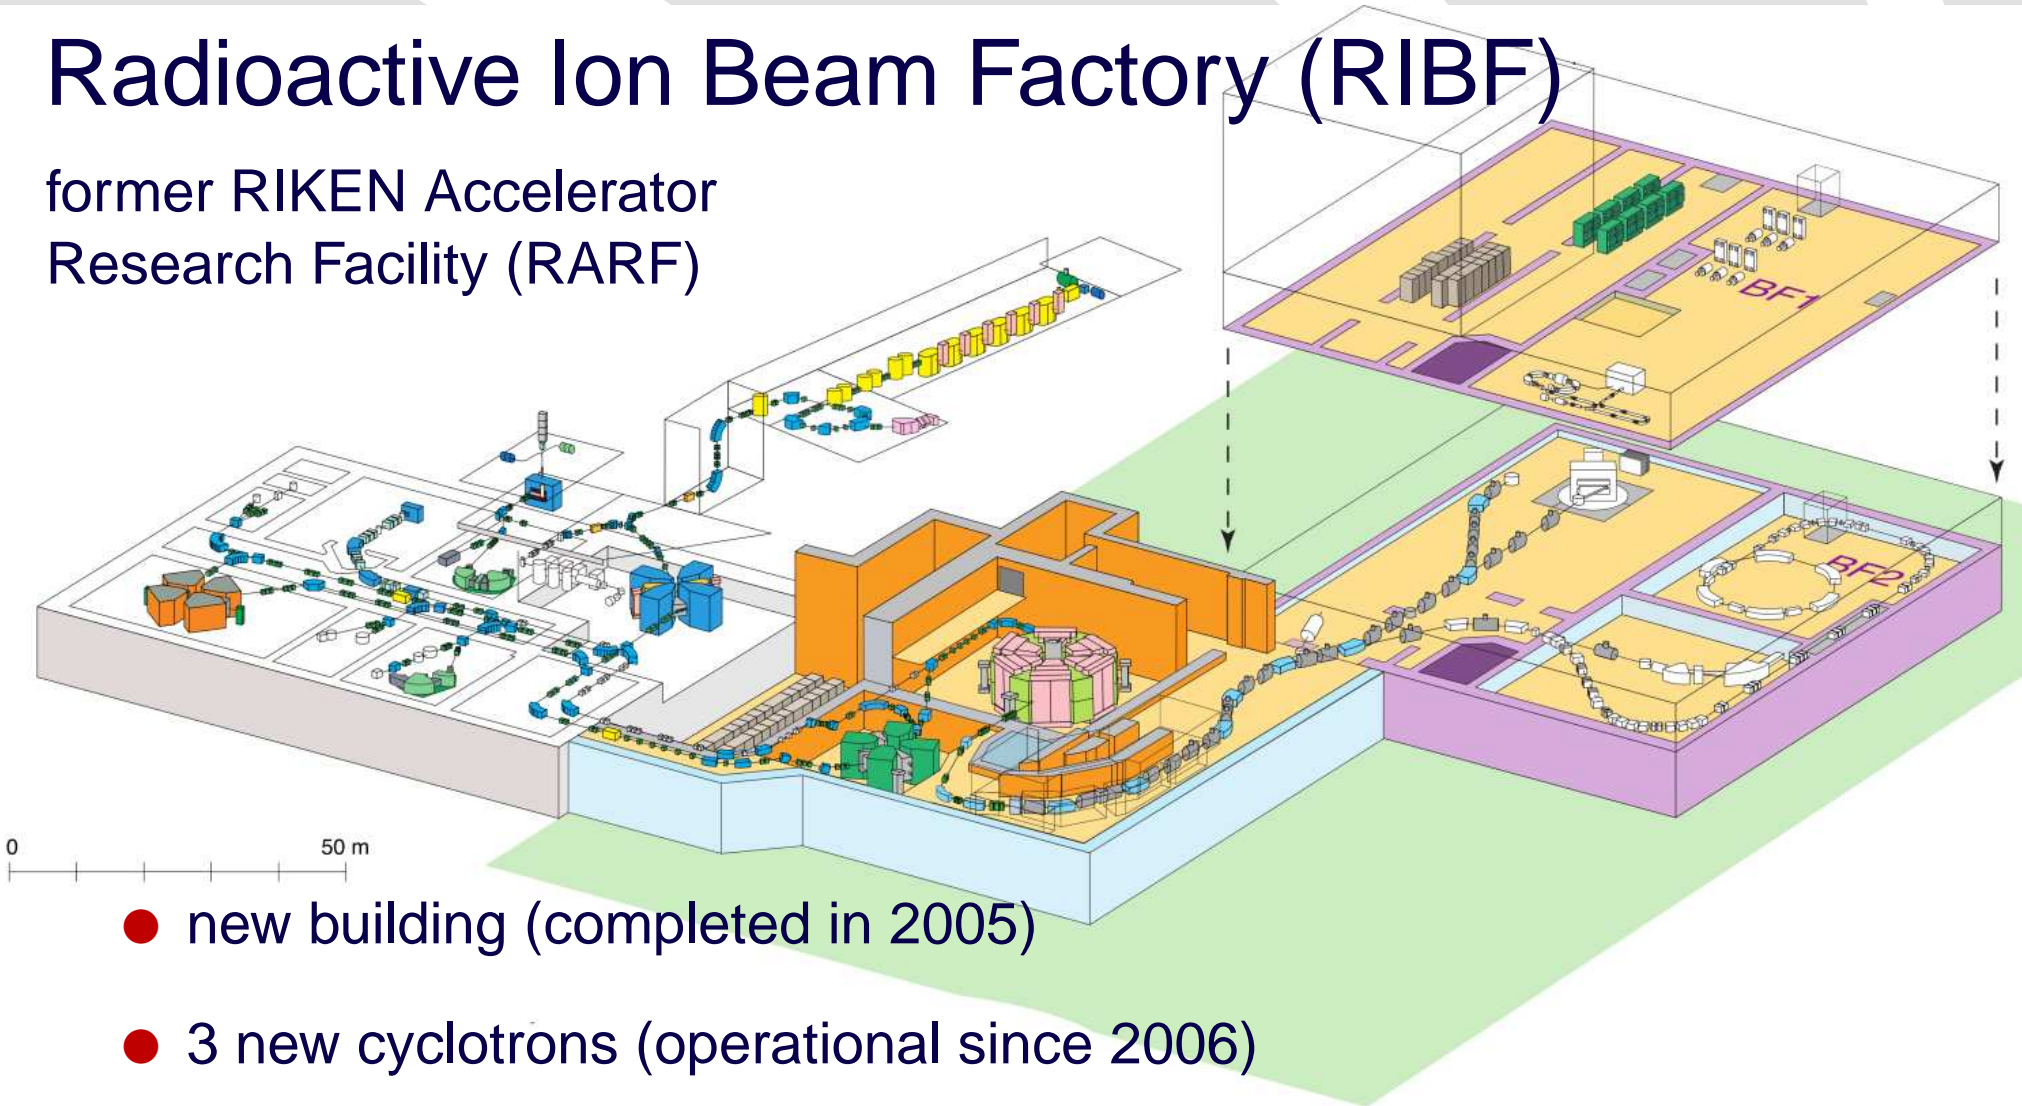 Radioactive Ion Beam Factory (RIBF)
former RIKEN Accelerator
Research Facility (RARF)
BF1
BF2
0 50 m
● new building (completed in 2005)
● 3 new cyclotrons (operational since 2006)